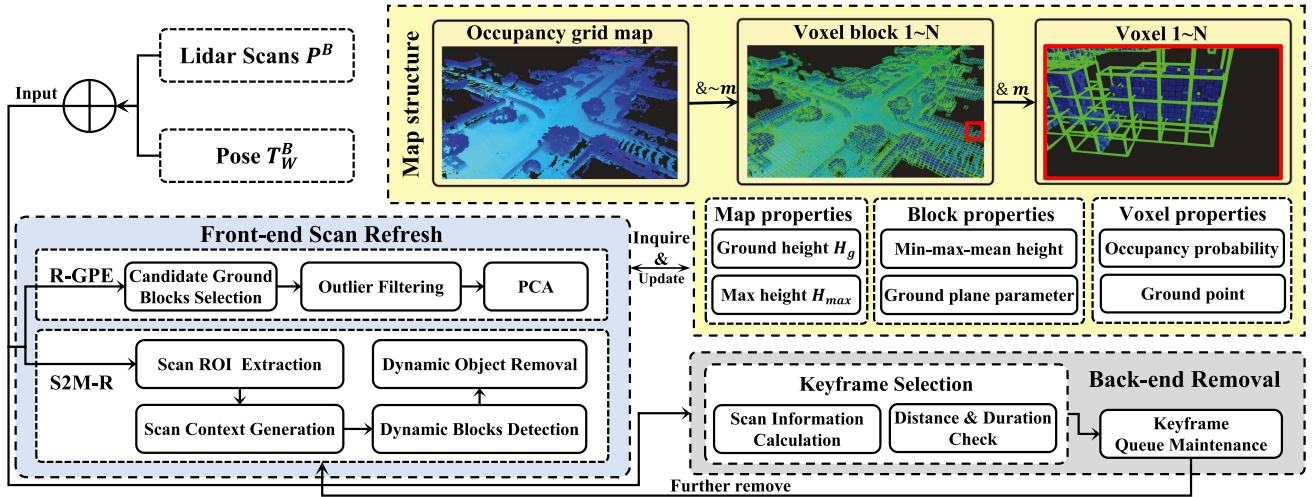 Input
Lidar Scans P^B
Pose T_W^B
Map structure
Occupancy grid map
&~m
Voxel block 1~N
& m
Voxel 1~N
Map properties
Ground height H_g
Max height H_max
Block properties
Min-max-mean height
Ground plane parameter
Voxel properties
Occupancy probability
Ground point
Inquire
&
Update
Front-end Scan Refresh
R-GPE
Candidate Ground
Blocks Selection
Outlier Filtering
PCA
S2M-R
Scan ROI Extraction
Dynamic Object Removal
Scan Context Generation
Dynamic Blocks Detection
Keyframe Selection
Scan Information
Calculation
Distance & Duration
Check
Back-end Removal
Keyframe
Queue Maintenance
Further remove